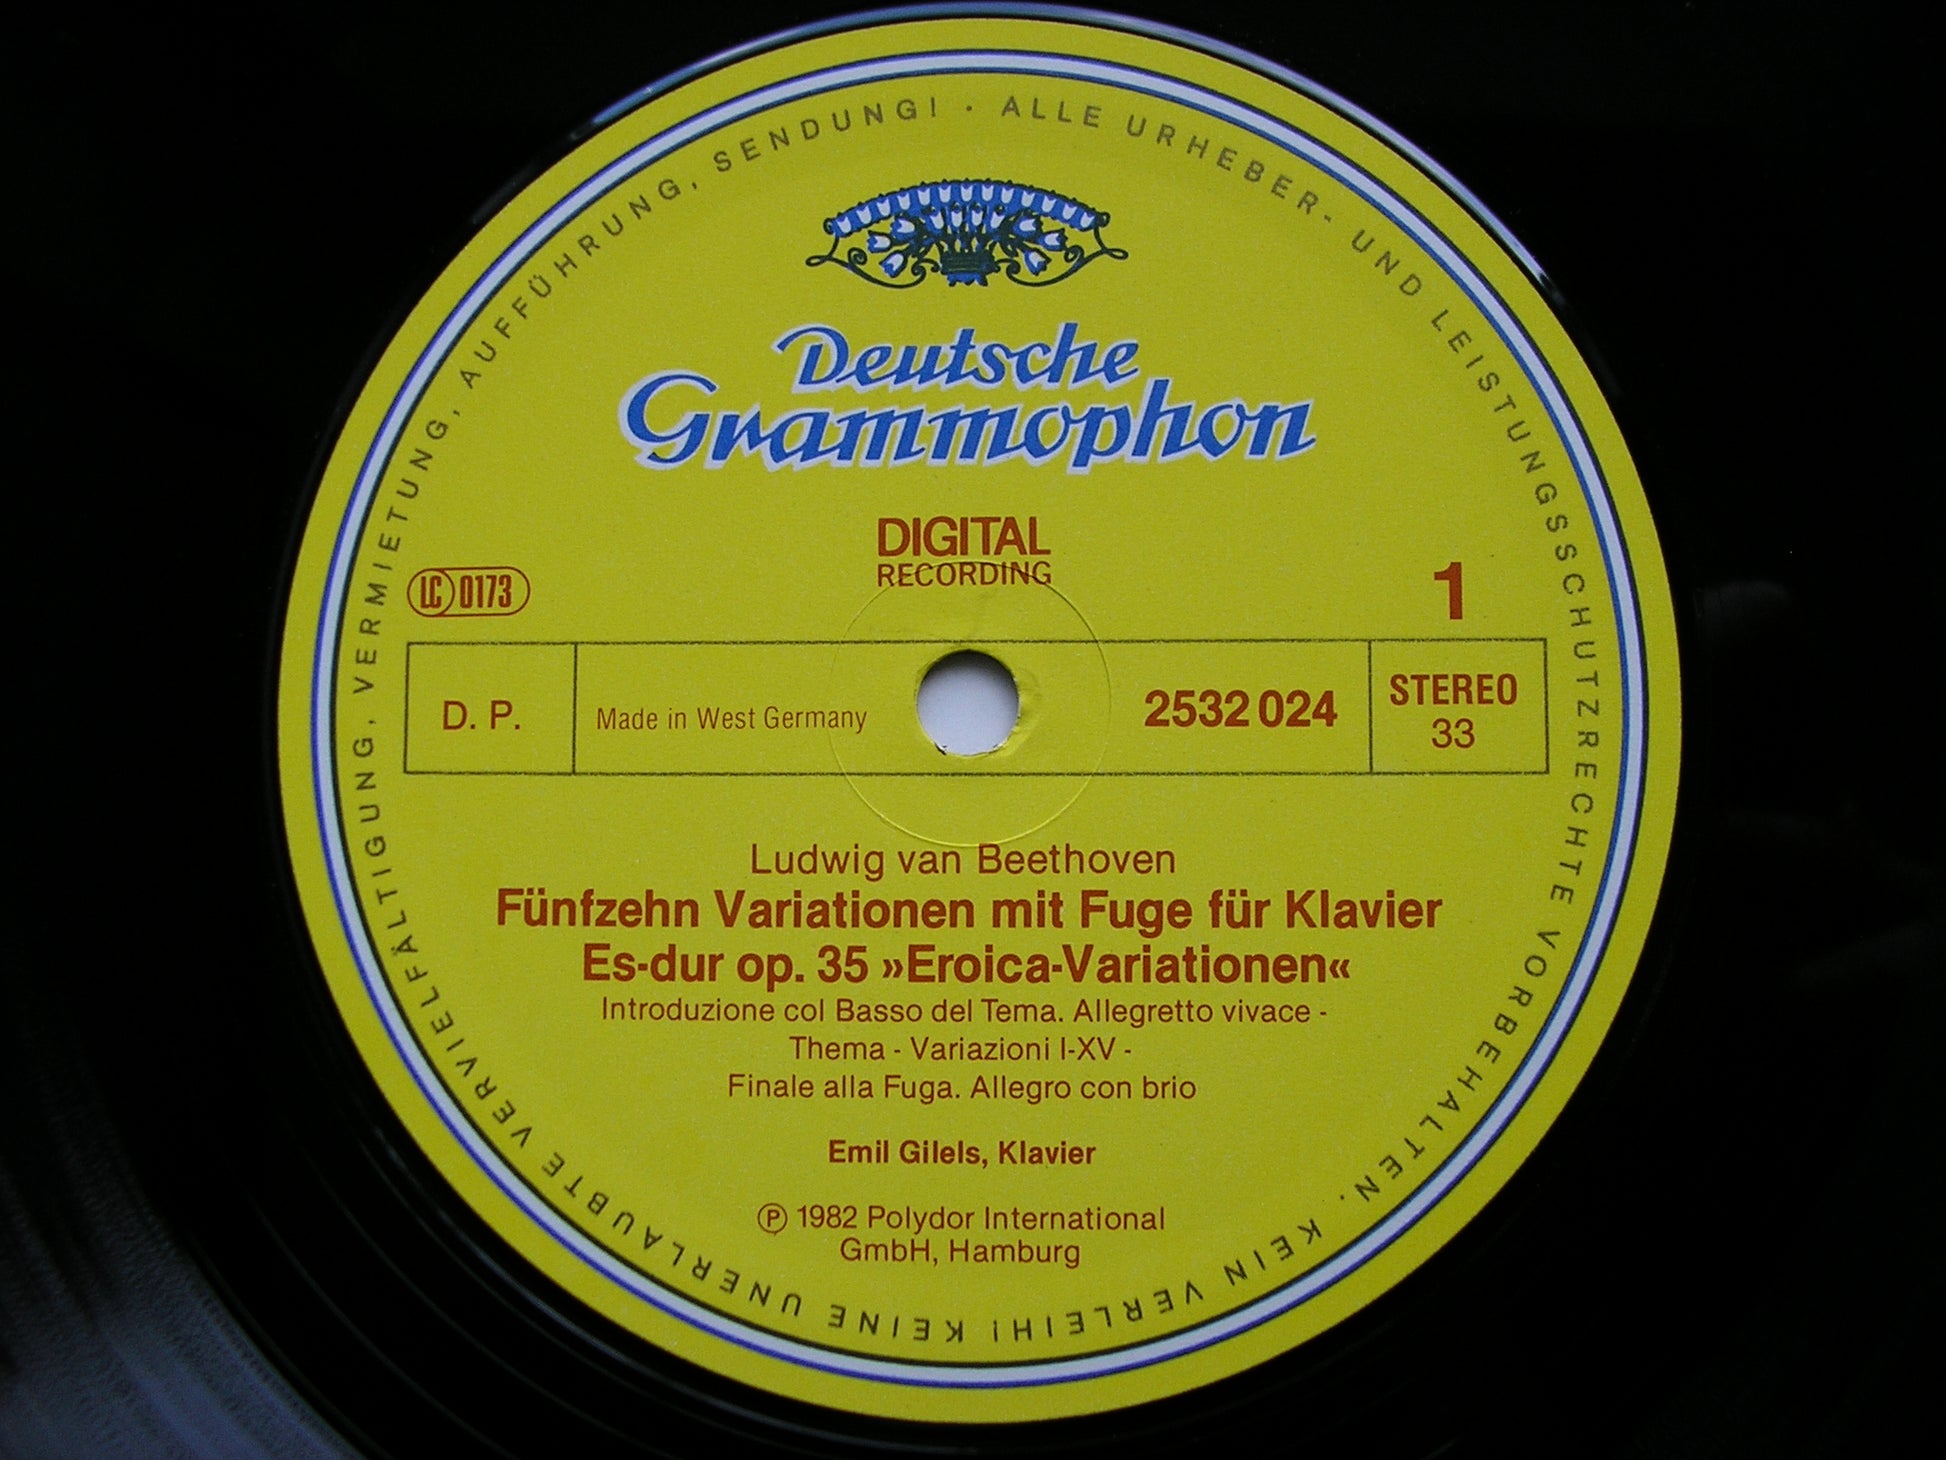 ALLE URHEBER- UND LEISTUNGSSCHUTZRECHTE VORBEHALTEN. KEIN VERLEIH! KEINE UNERLAUBTE VERVIELFÄLTIGUNG, VERMIETUNG, AUFFÜHRUNG, SENDUNG! ·
Deutsche
Grammophon
DIGITAL
RECORDING
LC 0173
1
D. P.
Made in West Germany
2532 024
STEREO
33
Ludwig van Beethoven
Fünfzehn Variationen mit Fuge für Klavier
Es-dur op. 35 »Eroica-Variationen«
Introduzione col Basso del Tema. Allegretto vivace -
Thema - Variazioni I-XV -
Finale alla Fuga. Allegro con brio
Emil Gilels, Klavier
℗ 1982 Polydor International
GmbH, Hamburg